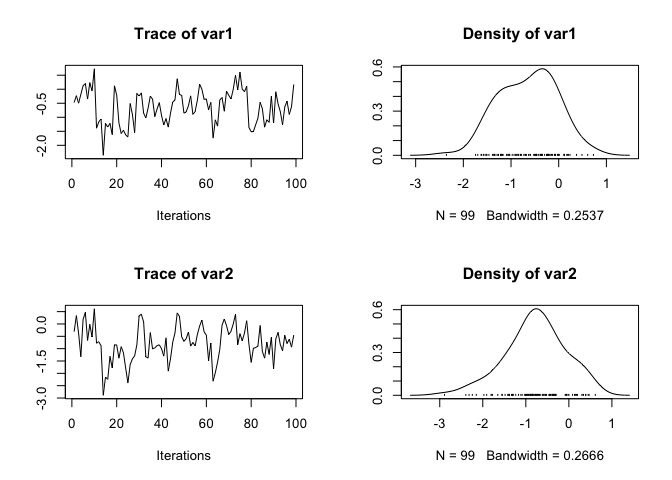 Trace of var1
-2.0 -0.5
0 20 40 60 80 100
Iterations
Density of var1
0.0 0.3 0.6
-3 -2 -1 0 1
N = 99 Bandwidth = 0.2537
Trace of var2
-3.0 -1.5 0.0
0 20 40 60 80 100
Iterations
Density of var2
0.0 0.3 0.6
-3 -2 -1 0 1
N = 99 Bandwidth = 0.2666